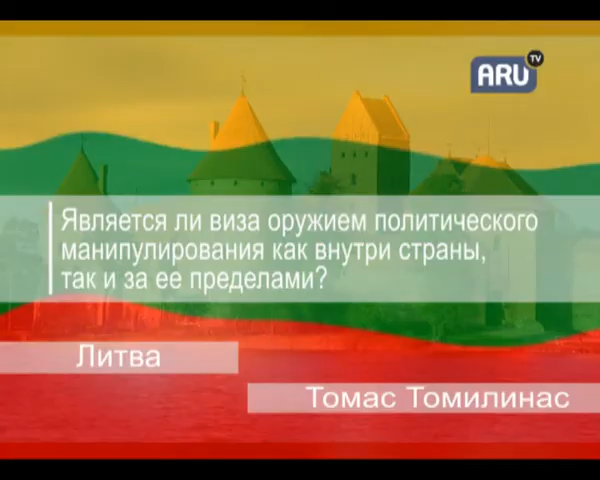 ARU TV
Является ли виза оружием политического
манипулирования как внутри страны,
так и за ее пределами?
Литва
Томас Томилинас